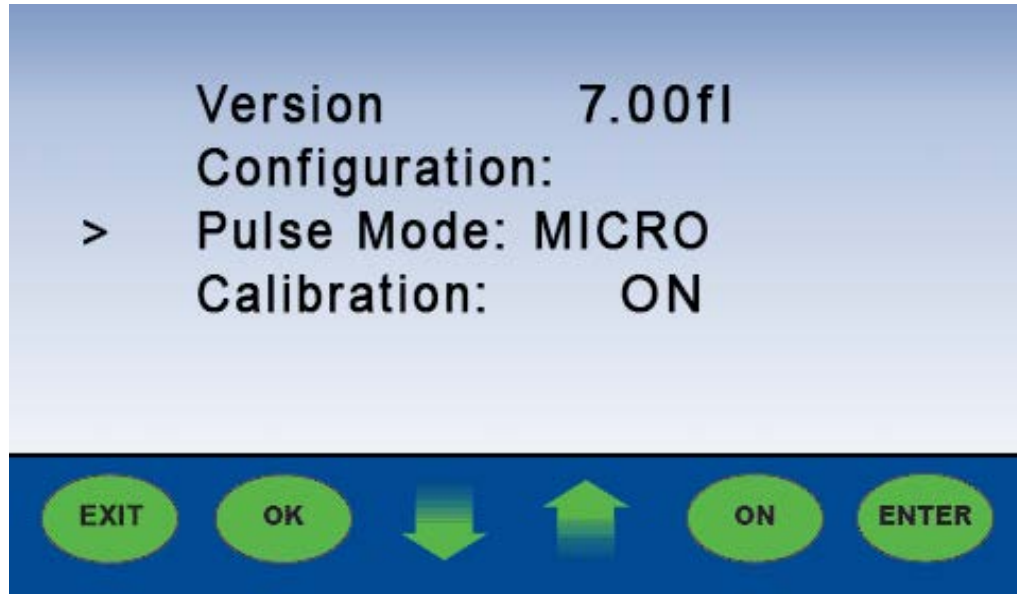 Version 7.00fl
Configuration:
> Pulse Mode: MICRO
Calibration: ON
EXIT OK ON ENTER